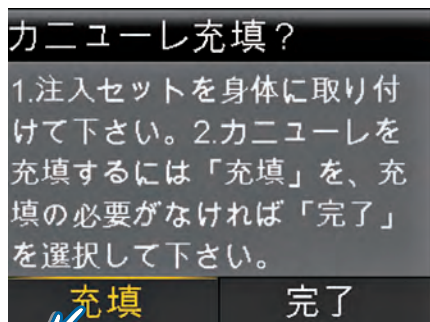 カニューレ充填？
1.注入セットを身体に取り付
けて下さい。2.カニューレを
充填するには「充填」を、充
填の必要がなければ「完了」
を選択して下さい。
充填
完了